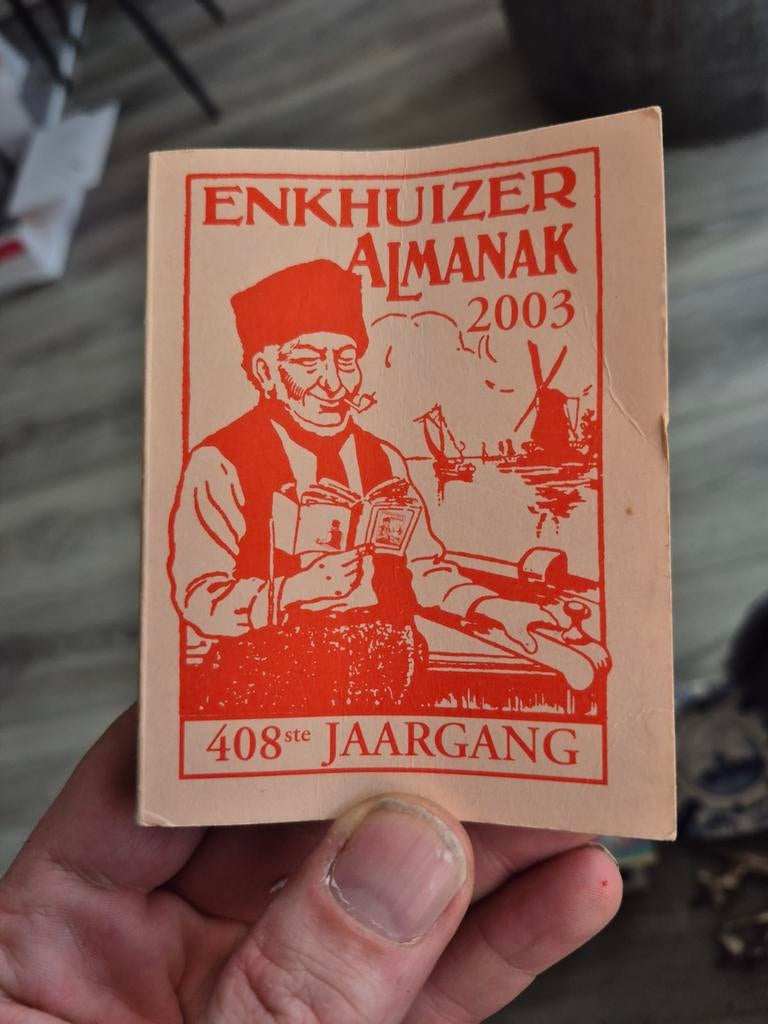 ENKHUIZER
ALMANAK
2003
408ste JAARGANG